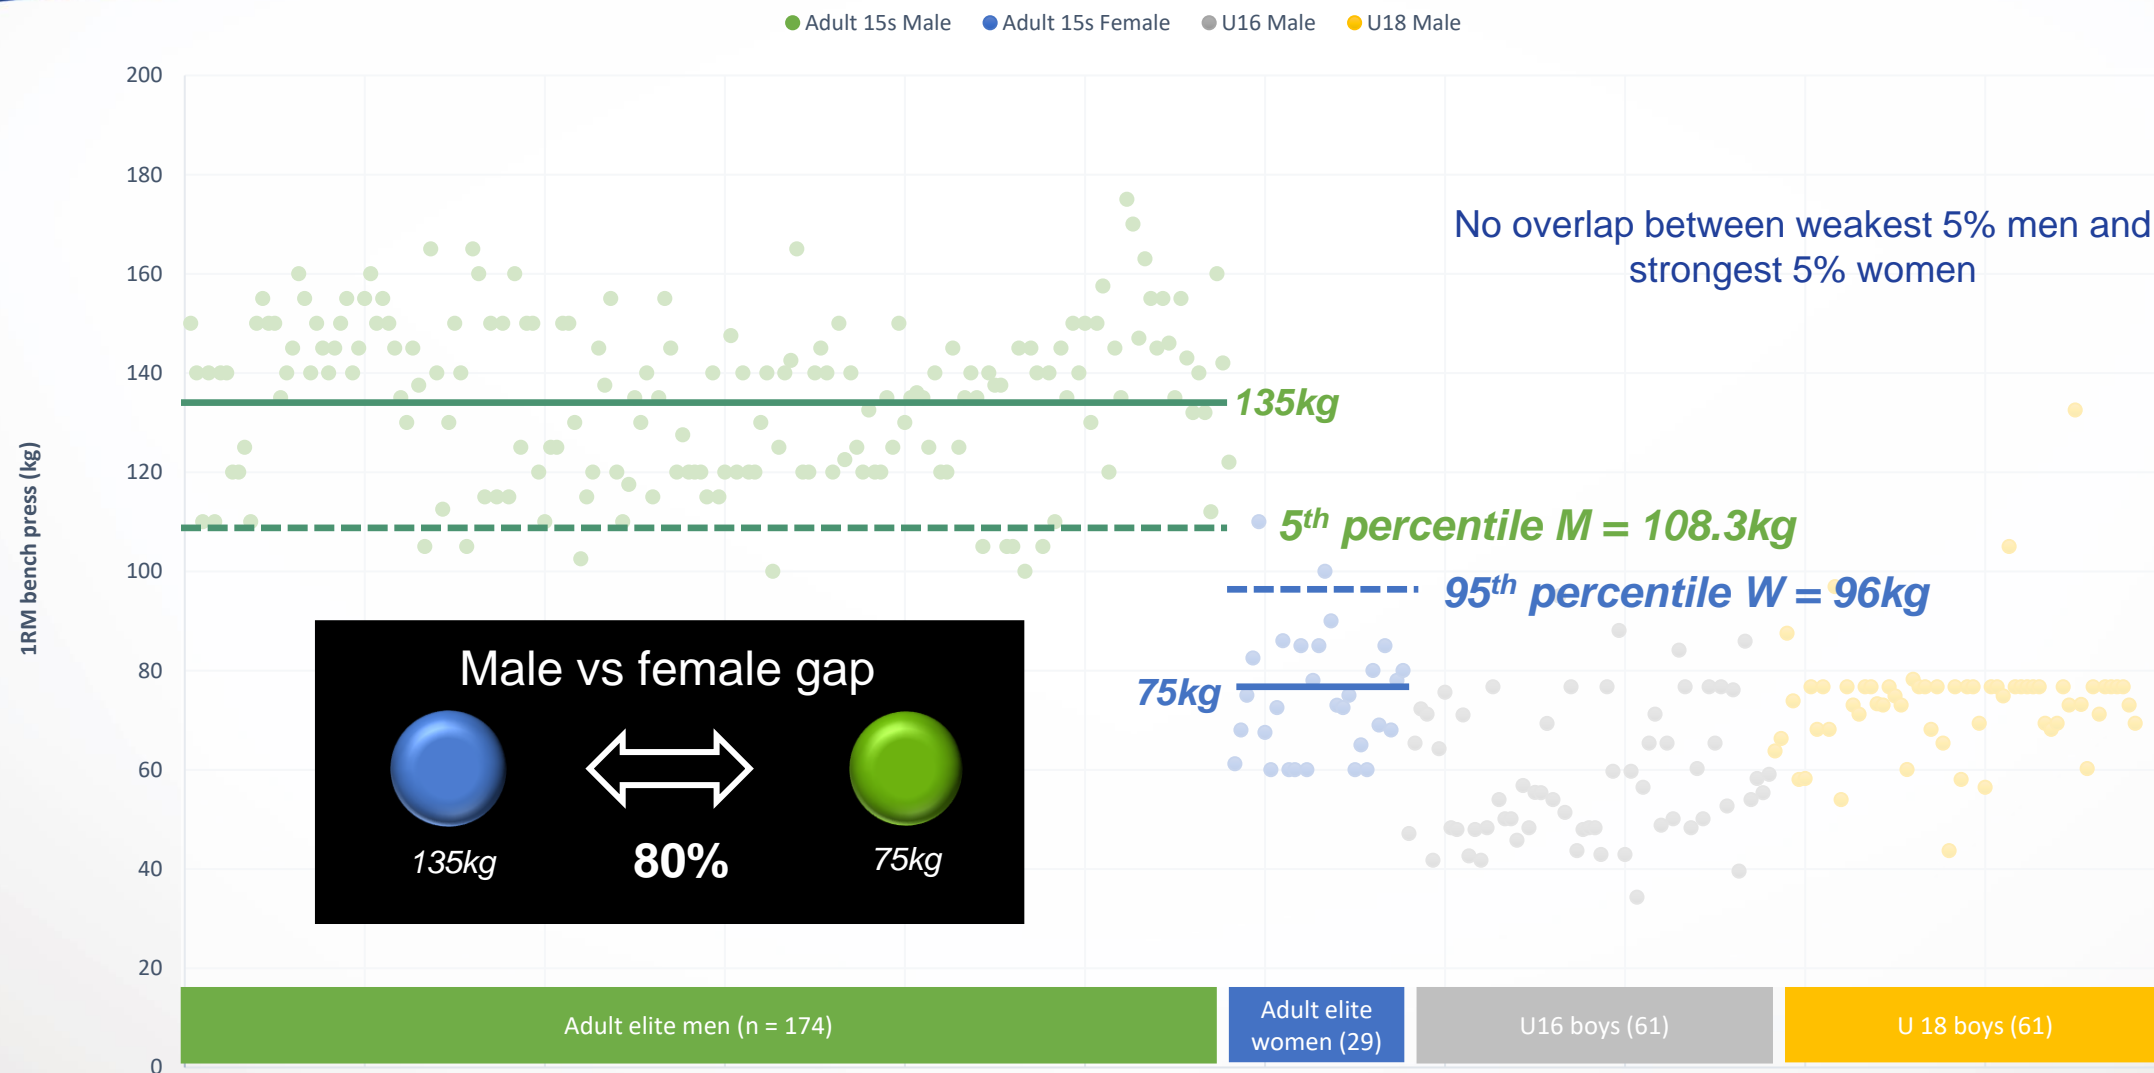 Adult 15s Male Adult 15s Female U16 Male U18 Male
200
180
160
140
120
100
80
60
40
20
0
1RM bench press (kg)
No overlap between weakest 5% men and
strongest 5% women
135kg
5th percentile M = 108.3kg
95th percentile W = 96kg
75kg
Male vs female gap
135kg 80% 75kg
Adult elite men (n = 174)
Adult elite
women (29)
U16 boys (61)
U 18 boys (61)